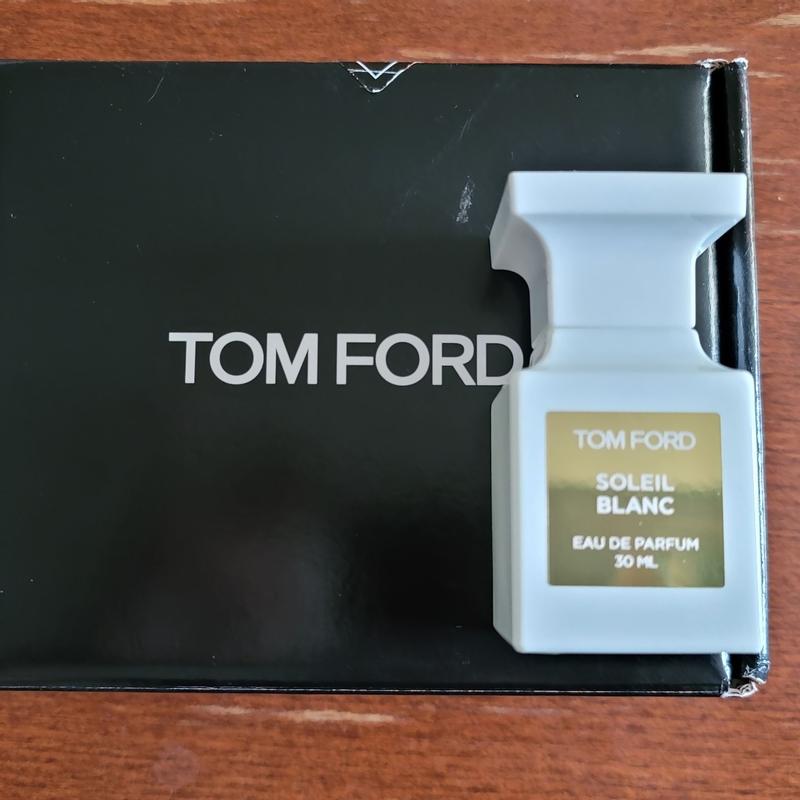 TOM FORD
TOM FORD
SOLEIL
BLANC
EAU DE PARFUM
30 ML